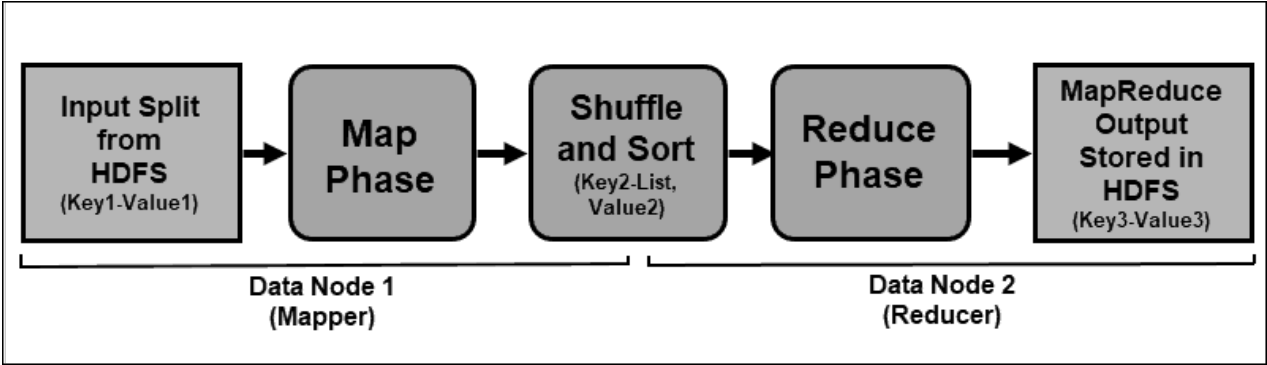 Input Split
from
HDFS
(Key1-Value1)
Map
Phase
Shuffle
and Sort
(Key2-List,
Value2)
Reduce
Phase
MapReduce
Output
Stored in
HDFS
(Key3-Value3)
Data Node 1
(Mapper)
Data Node 2
(Reducer)